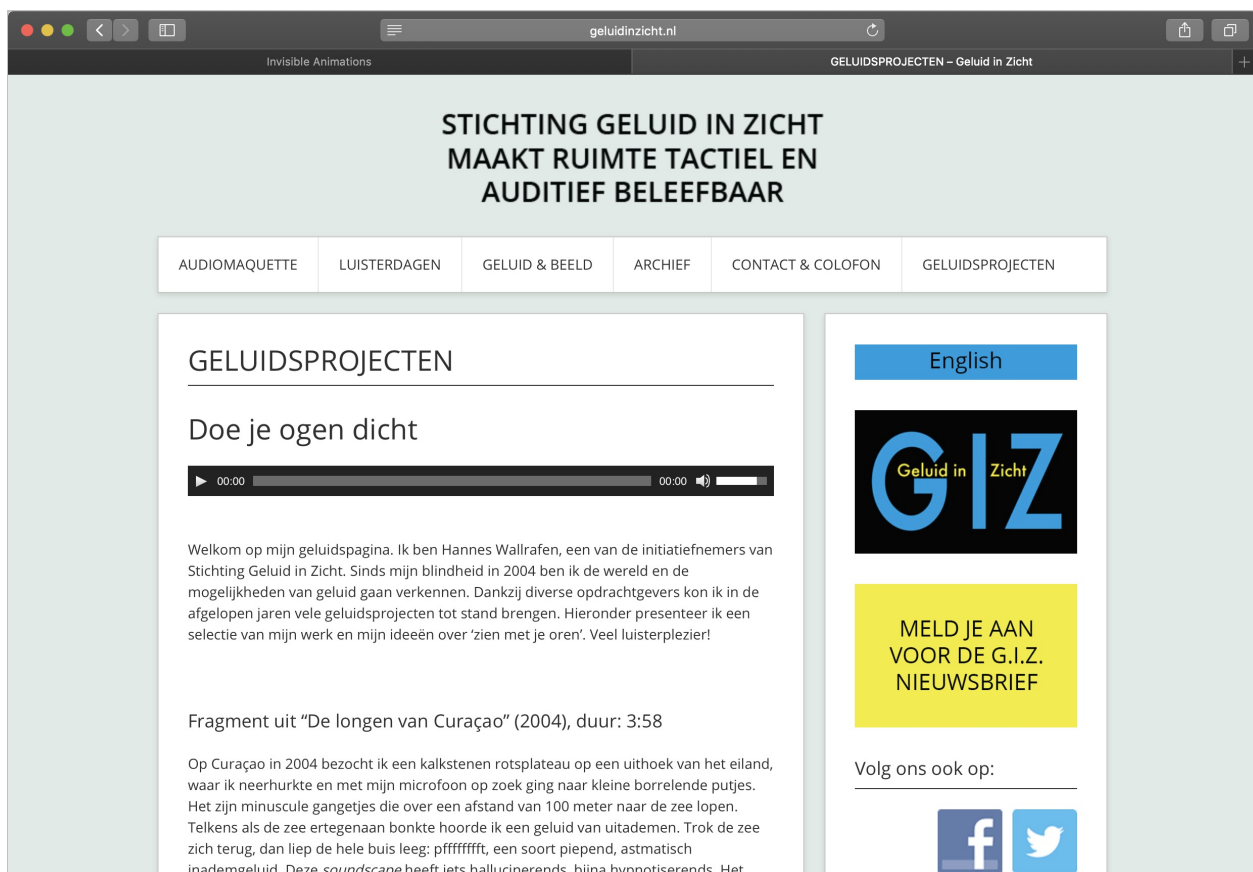 geluidinzicht.nl
Invisible Animations
GELUIDSPROJECTEN – Geluid in Zicht
STICHTING GELUID IN ZICHT
MAAKT RUIMTE TACTIEL EN
AUDITIEF BELEEFBAAR
AUDIOMAQUETTE
LUISTERDAGEN
GELUID & BEELD
ARCHIEF
CONTACT & COLOFON
GELUIDSPROJECTEN
GELUIDSPROJECTEN
Doe je ogen dicht
00:00
00:00
Welkom op mijn geluidspagina. Ik ben Hannes Wallrafen, een van de initiatiefnemers van
Stichting Geluid in Zicht. Sinds mijn blindheid in 2004 ben ik de wereld en de
mogelijkheden van geluid gaan verkennen. Dankzij diverse opdrachtgevers kon ik in de
afgelopen jaren vele geluidsprojecten tot stand brengen. Hieronder presenteer ik een
selectie van mijn werk en mijn ideeën over ‘zien met je oren’. Veel luisterplezier!
Fragment uit “De longen van Curaçao” (2004), duur: 3:58
Op Curaçao in 2004 bezocht ik een kalkstenen rotsplateau op een uithoek van het eiland,
waar ik neerhurkte en met mijn microfoon op zoek ging naar kleine borrelende putjes.
Het zijn minuscule gangetjes die over een afstand van 100 meter naar de zee lopen.
Telkens als de zee ertegenaan bonkte hoorde ik een geluid van uitademen. Trok de zee
zich terug, dan liep de hele buis leeg: pfffffffft, een soort piepend, astmatisch
inademgeluid. Deze soundscape heeft iets hallucinerends, bijna hypnotiserends. Het
English
GIZ
Geluid in Zicht
MELD JE AAN
VOOR DE G.I.Z.
NIEUWSBRIEF
Volg ons ook op:
f